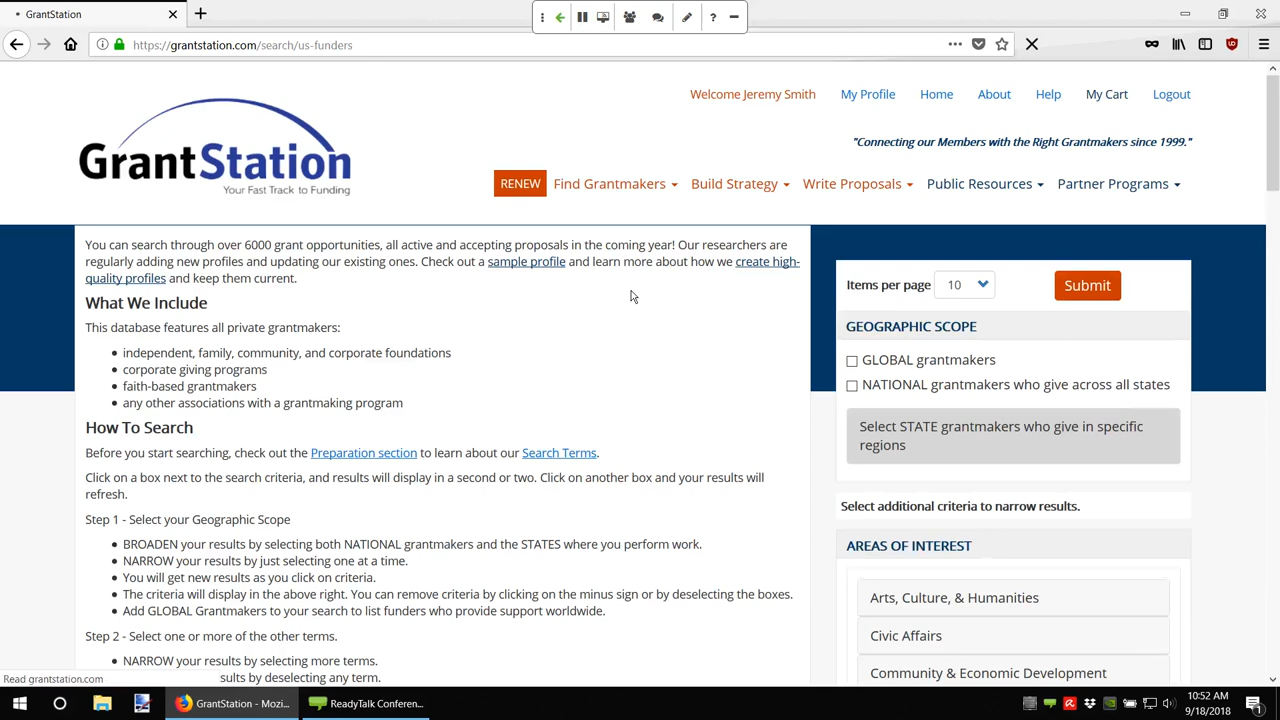 GrantStation
https://grantstation.com/search/us-funders
Welcome Jeremy Smith My Profile Home About Help My Cart Logout
GrantStation
Your Fast Track to Funding
"Connecting our Members with the Right Grantmakers since 1999."
RENEW Find Grantmakers Build Strategy Write Proposals Public Resources Partner Programs
You can search through over 6000 grant opportunities, all active and accepting proposals in the coming year! Our researchers are
regularly adding new profiles and updating our existing ones. Check out a sample profile and learn more about how we create high-
quality profiles and keep them current.
What We Include
This database features all private grantmakers:
• independent, family, community, and corporate foundations
• corporate giving programs
• faith-based grantmakers
• any other associations with a grantmaking program
How To Search
Before you start searching, check out the Preparation section to learn about our Search Terms.
Click on a box next to the search criteria, and results will display in a second or two. Click on another box and your results will
refresh.
Step 1 - Select your Geographic Scope
• BROADEN your results by selecting both NATIONAL grantmakers and the STATES where you perform work.
• NARROW your results by just selecting one at a time.
• You will get new results as you click on criteria.
• The criteria will display in the above right. You can remove criteria by clicking on the minus sign or by deselecting the boxes.
• Add GLOBAL Grantmakers to your search to list funders who provide support worldwide.
Step 2 - Select one or more of the other terms.
• NARROW your results by selecting more terms.
sults by deselecting any term.
Items per page 10 Submit
GEOGRAPHIC SCOPE
GLOBAL grantmakers
NATIONAL grantmakers who give across all states
Select STATE grantmakers who give in specific
regions
Select additional criteria to narrow results.
AREAS OF INTEREST
Arts, Culture, & Humanities
Civic Affairs
Community & Economic Development
Read grantstation.com
GrantStation - Mozi... ReadyTalk Conferen...
10:52 AM
9/18/2018
1